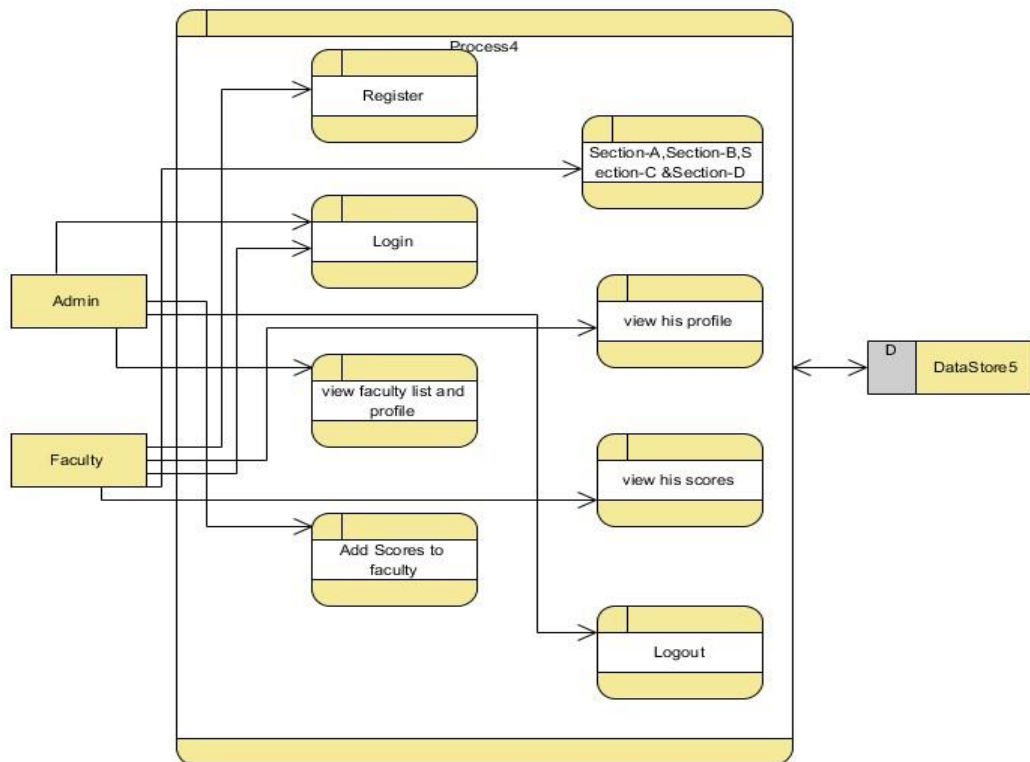 Process4
Register
Section-A,Section-B,S
ection-C &Section-D
Login
Admin
view his profile
D
DataStore5
view faculty list and
profile
Faculty
view his scores
Add Scores to
faculty
Logout